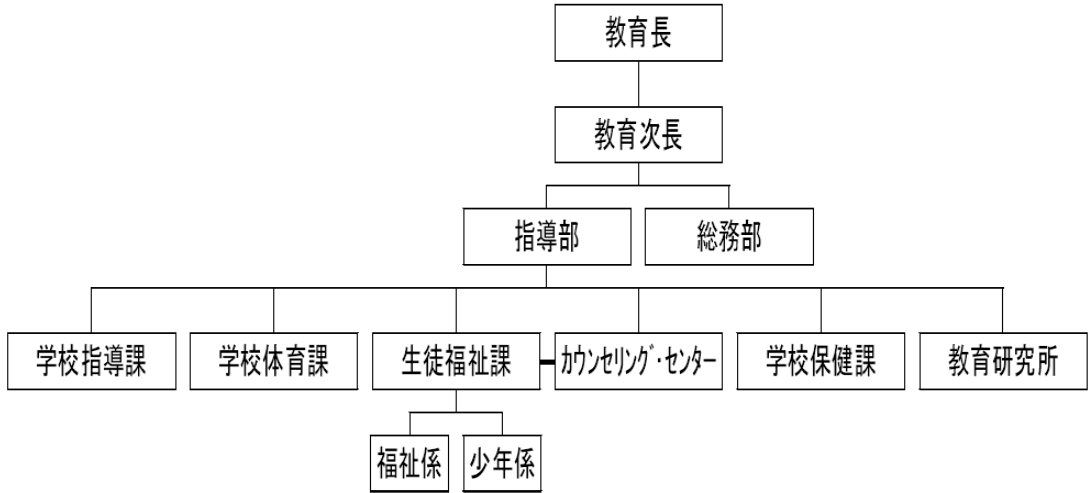 教育長
教育次長
指導部
総務部
学校指導課
学校体育課
生徒福祉課
カウンセリング・センター
学校保健課
教育研究所
福祉係
少年係